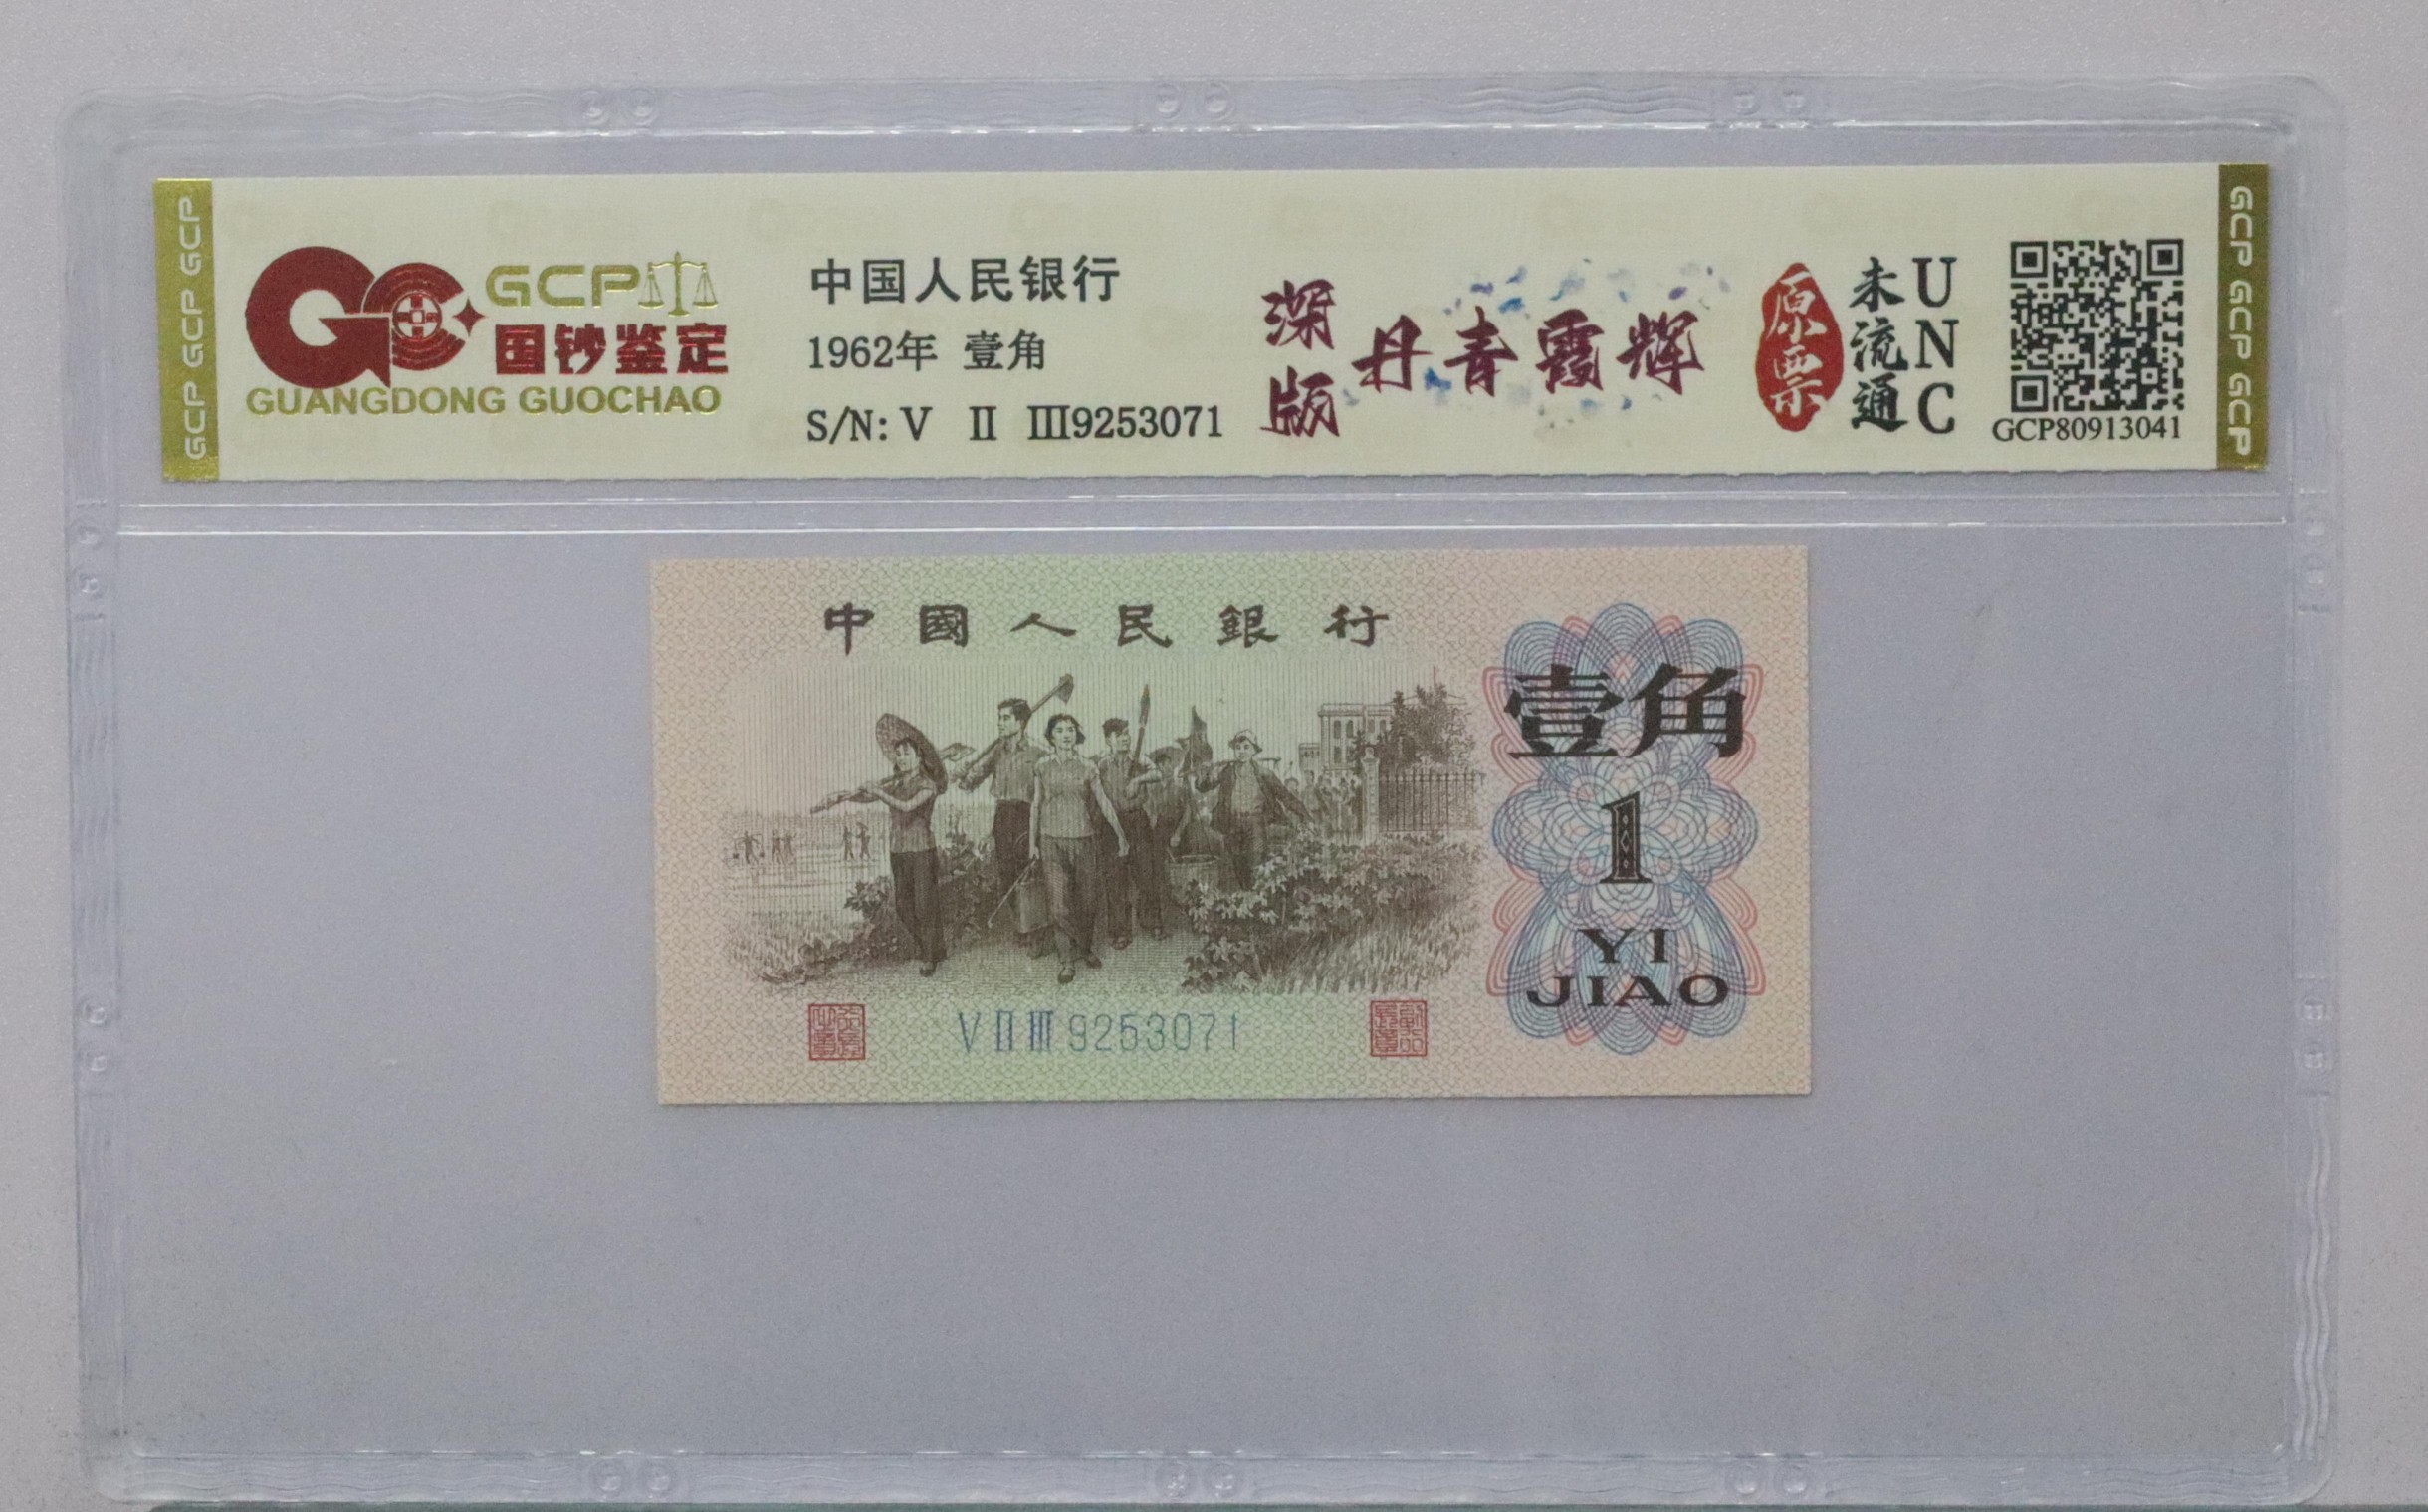 GCP GCP GCP
GCP
国钞鉴定
GUANGDONG GUOCHAO
中国人民银行
1962年 壹角
S/N: V Ⅱ Ⅲ9253071
深版
丹青霞辉
原票
未流通
UNC
GCP80913041
GCP GCP GCP
中國人民銀行
壹角
1
YI
JIAO
V Ⅱ Ⅲ 9253071